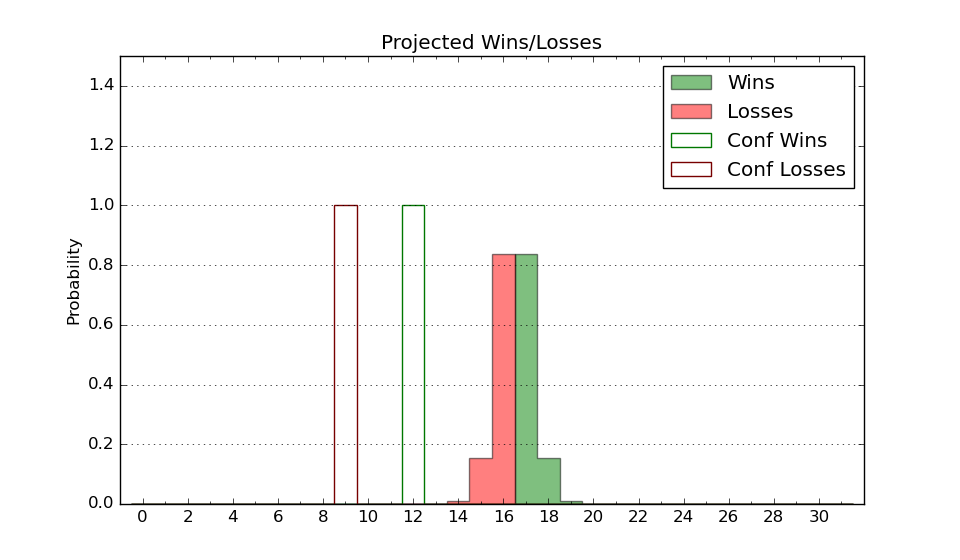 Projected Wins/Losses
Wins
Losses
Conf Wins
Conf Losses
Probability
1.4
1.2
1.0
0.8
0.6
0.4
0.2
0.0
0 2 4 6 8 10 12 14 16 18 20 22 24 26 28 30